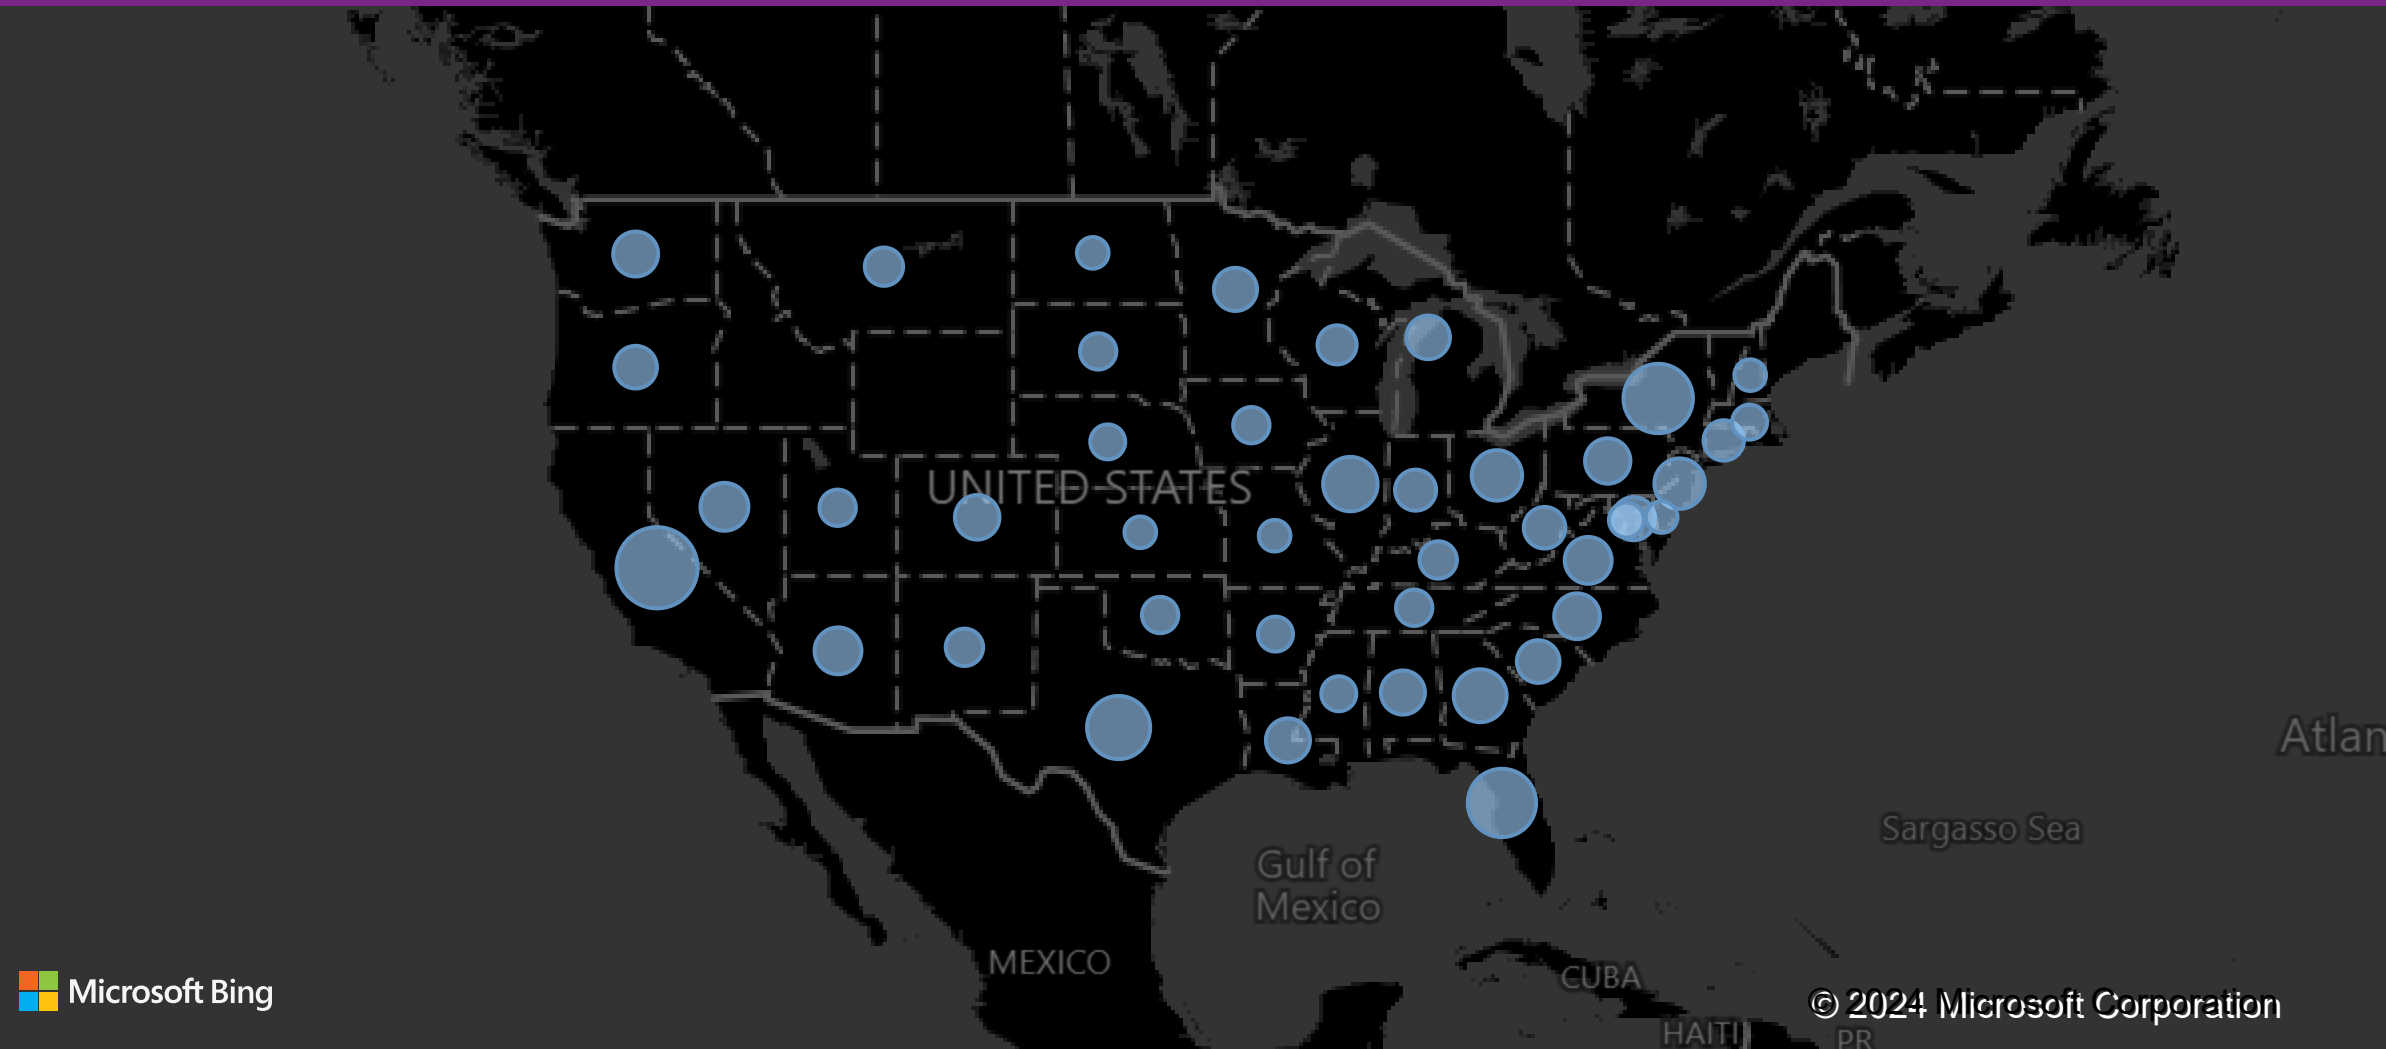 UNITED STATES
Atlan
Sargasso Sea
Gulf of
Mexico
MEXICO
CUBA
HAITI
PR
Microsoft Bing
© 2024 Microsoft Corporation